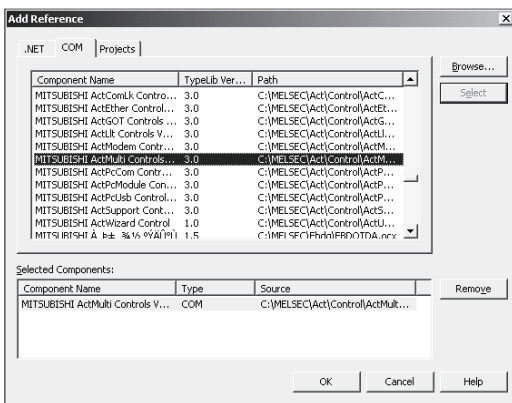 Add Reference
.NET COM Projects
Component Name TypeLib Ver... Path
MITSUBISHI ActComLk Contro... 3.0 C:\MELSEC\Act\Control\ActC...
MITSUBISHI ActEther Control... 3.0 C:\MELSEC\Act\Control\ActEt...
MITSUBISHI ActGOT Controls ... 3.0 C:\MELSEC\Act\Control\ActG...
MITSUBISHI ActLlt Controls V... 3.0 C:\MELSEC\Act\Control\ActLl...
MITSUBISHI ActModem Contr... 3.0 C:\MELSEC\Act\Control\ActM...
MITSUBISHI ActMulti Controls... 3.0 C:\MELSEC\Act\Control\ActM...
MITSUBISHI ActPcCom Contr... 3.0 C:\MELSEC\Act\Control\ActP...
MITSUBISHI ActPcModule Con... 3.0 C:\MELSEC\Act\Control\ActP...
MITSUBISHI ActPcUsb Control... 3.0 C:\MELSEC\Act\Control\ActP...
MITSUBISHI ActSupport Cont... 3.0 C:\MELSEC\Act\Control\ActS...
MITSUBISHI ActWizard Control 1.0 C:\MELSEC\Act\Control\ActU...
MITSUBISHI 1.5
Browse...
Select
Selected Components:
Component Name Type Source
MITSUBISHI ActMulti Controls V... COM C:\MELSEC\Act\Control\ActMult...
Remove
OK Cancel Help